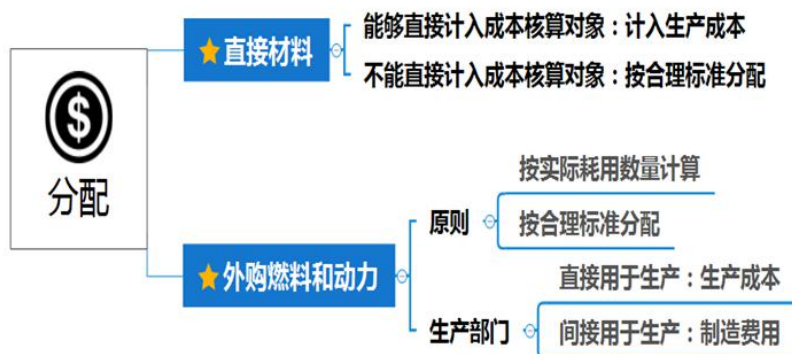 分配
直接材料
能够直接计入成本核算对象：计入生产成本
不能直接计入成本核算对象：按合理标准分配
外购燃料和动力
原则
按实际耗用数量计算
按合理标准分配
生产部门
直接用于生产：生产成本
间接用于生产：制造费用